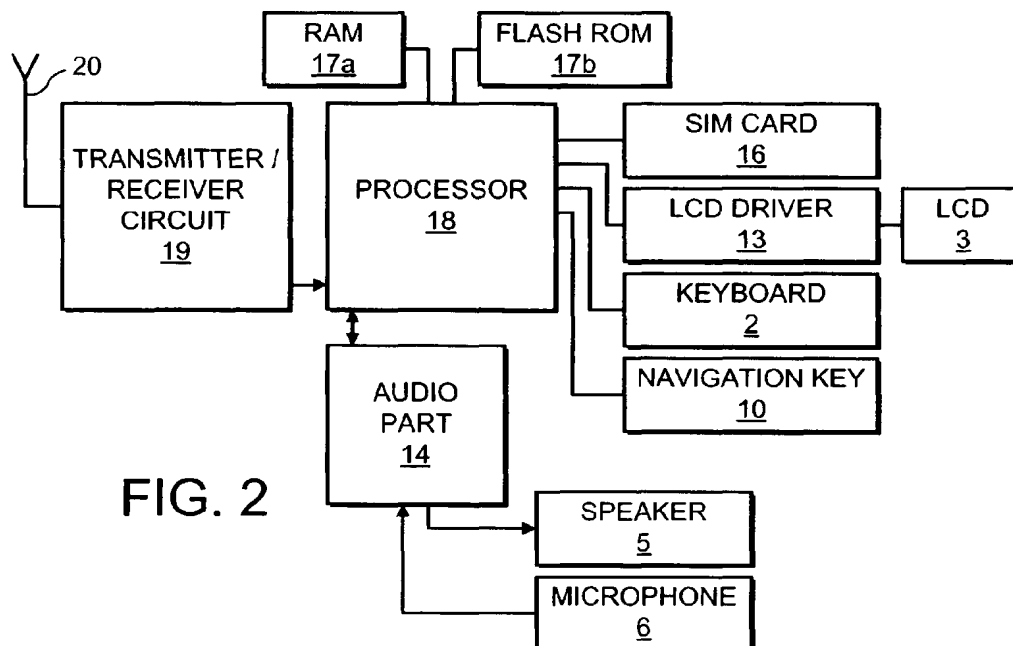 RAM
17a
FLASH ROM
17b
20
TRANSMITTER /
RECEIVER
CIRCUIT
19
PROCESSOR
18
SIM CARD
16
LCD DRIVER
13
LCD
3
KEYBOARD
2
NAVIGATION KEY
10
AUDIO
PART
14
FIG. 2
SPEAKER
5
MICROPHONE
6